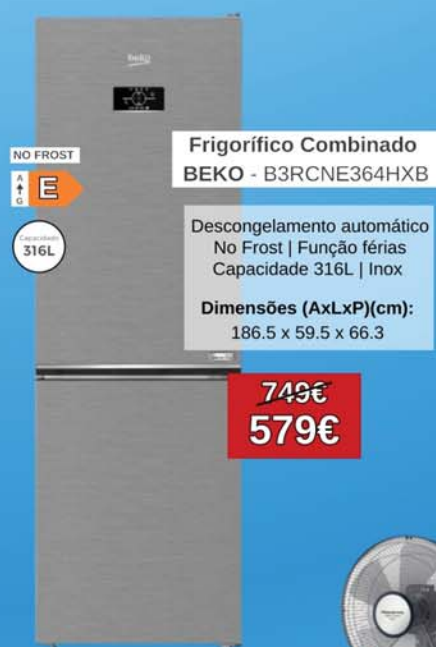 beko
NO FROST
A
G
E
Capacidade
316L
Frigorífico Combinado
BEKO - B3RCNE364HXB
Descongelamento automático
No Frost | Função férias
Capacidade 316L | Inox
Dimensões (AxLxP)(cm):
186.5 x 59.5 x 66.3
749€
579€